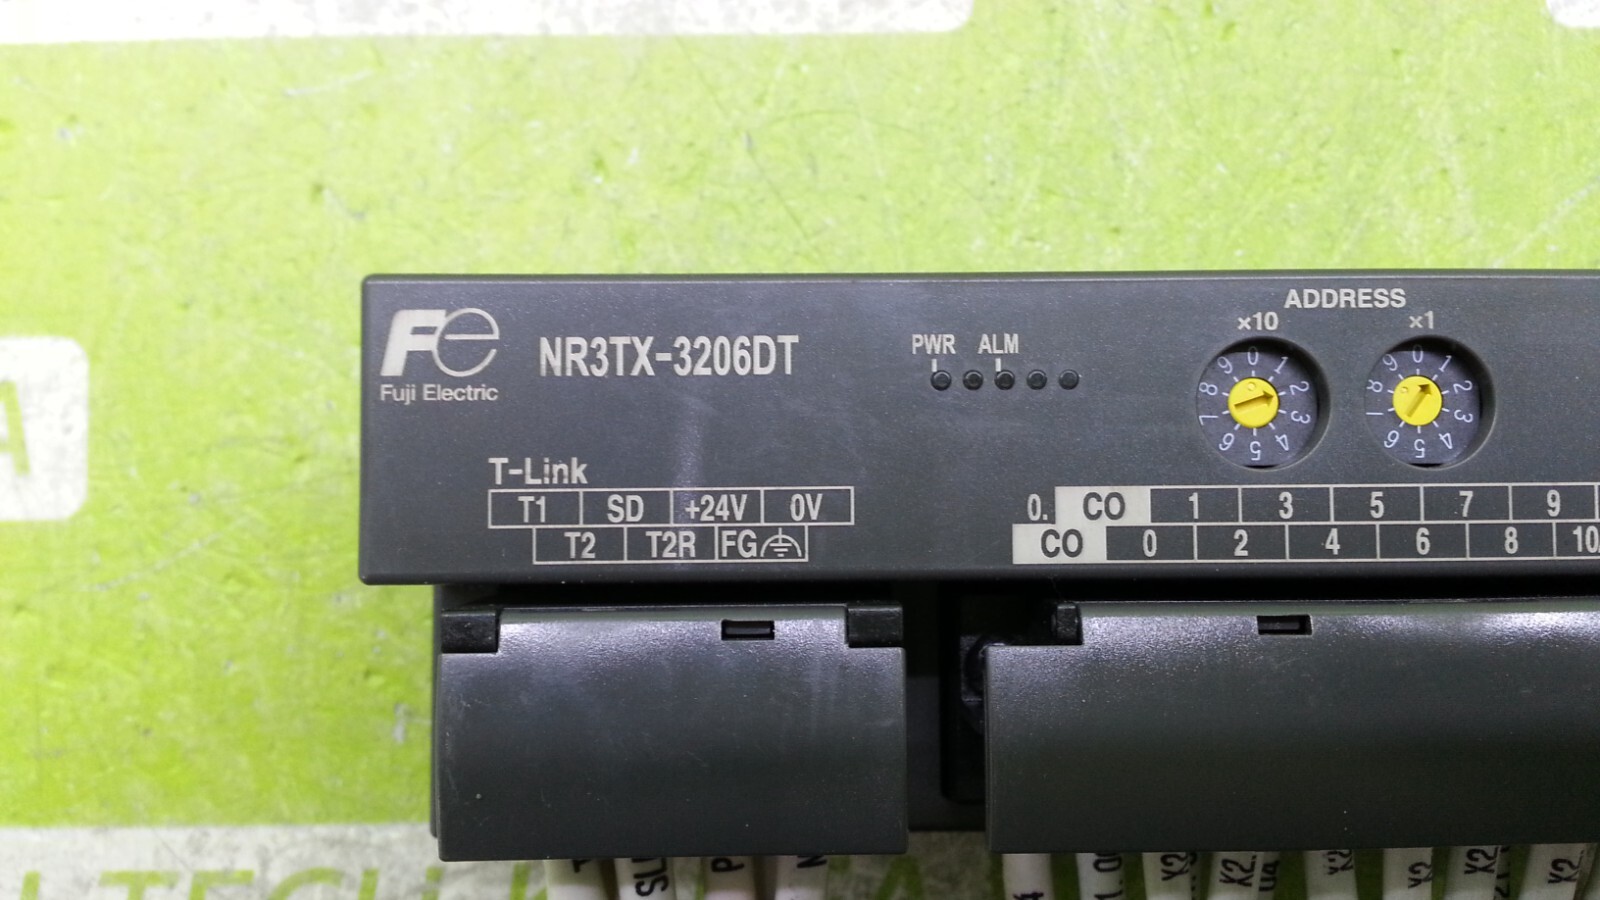 Fe
Fuji Electric
NR3TX-3206DT
PWR ALM
ADDRESS
×10 ×1
0 1 2 3 4 5 6 7 8 9
0 1 2 3 4 5 6 7 8 9
T-Link
T1 SD +24V 0V
T2 T2R FG
0. CO 1 3 5 7 9
CO 0 2 4 6 8 10
A
TECH